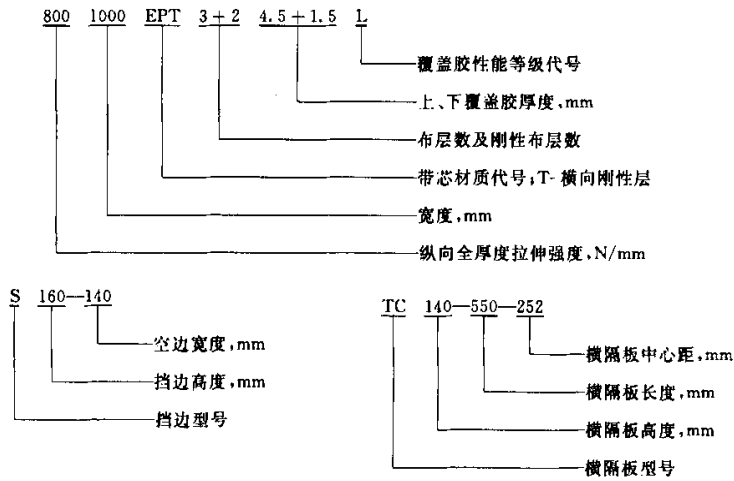 800 1000 EPT 3+2 4.5+1.5 L
覆盖胶性能等级代号
上、下覆盖胶厚度,mm
布层数及刚性布层数
带芯材质代号;T-横向刚性层
宽度,mm
纵向全厚度拉伸强度,N/mm
S 160—140
空边宽度,mm
挡边高度,mm
挡边型号
TC 140—550—252
横隔板中心距,mm
横隔板长度,mm
横隔板高度,mm
横隔板型号